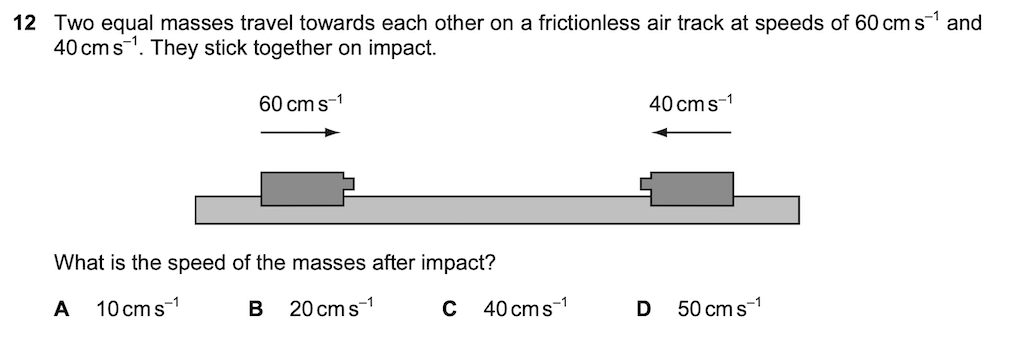 12 Two equal masses travel towards each other on a frictionless air track at speeds of 60 cm s⁻¹ and
40 cm s⁻¹. They stick together on impact.
60 cm s⁻¹ 40 cm s⁻¹
What is the speed of the masses after impact?
A 10 cm s⁻¹ B 20 cm s⁻¹ C 40 cm s⁻¹ D 50 cm s⁻¹